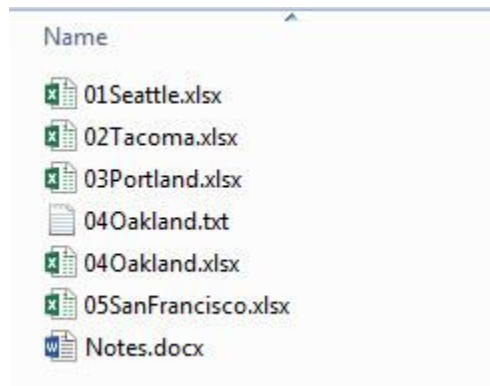 Name
01Seattle.xlsx
02Tacoma.xlsx
03Portland.xlsx
04Oakland.txt
04Oakland.xlsx
05SanFrancisco.xlsx
Notes.docx